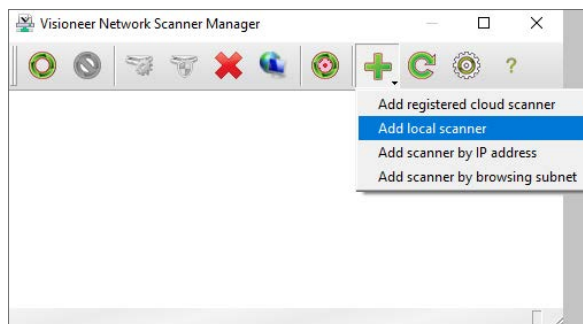 Visioneer Network Scanner Manager
?
Add registered cloud scanner
Add local scanner
Add scanner by IP address
Add scanner by browsing subnet